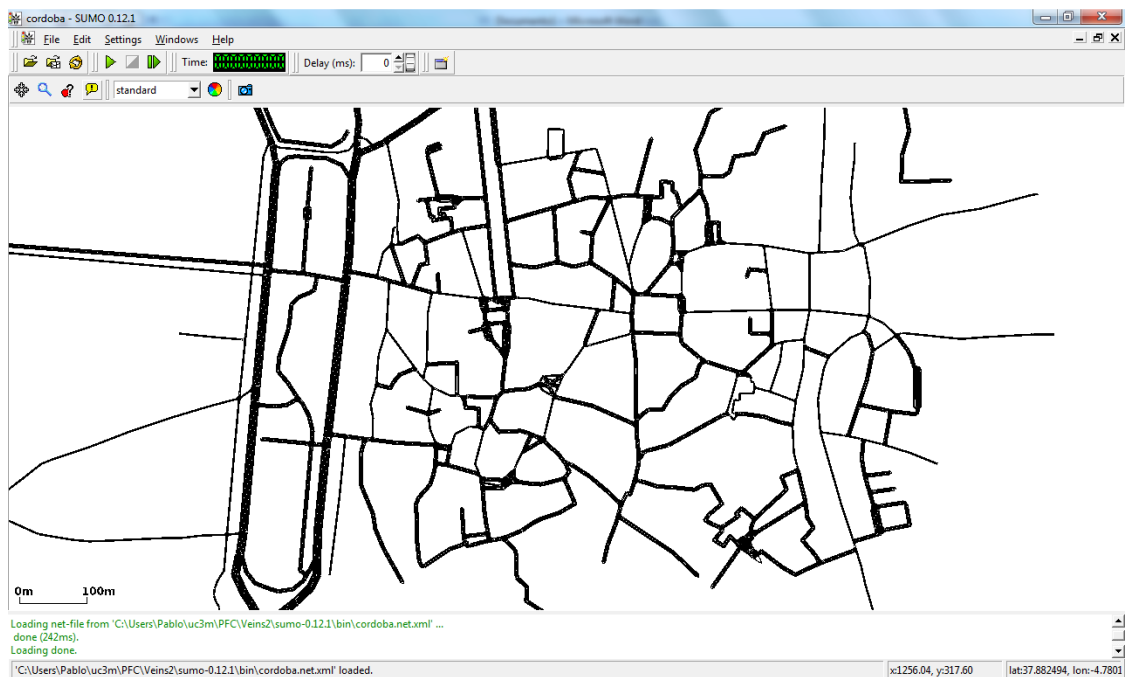 cordoba - SUMO 0.12.1
File Edit Settings Windows Help
Time: Delay (ms): 0
standard
0m 100m
Loading net-file from 'C:\Users\Pablo\uc3m\PFC\Veins2\sumo-0.12.1\bin\cordoba.net.xml' ...
done (242ms).
Loading done.
'C:\Users\Pablo\uc3m\PFC\Veins2\sumo-0.12.1\bin\cordoba.net.xml' loaded. x:1256.04, y:317.60 lat:37.882494, lon:-4.7801